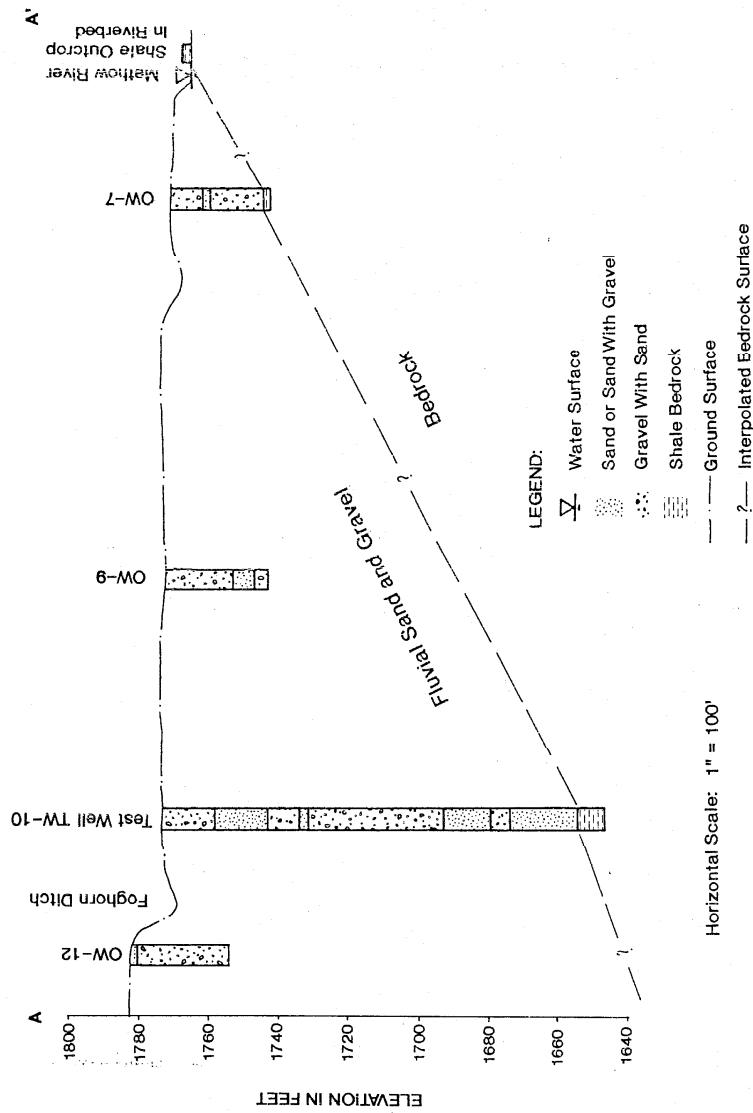 A
A'
OW-12
Foghorn Ditch
Test Well TW-10
OW-9
OW-7
Methow River
Shale Outcrop
In Riverbed
ELEVATION IN FEET
1800
1780
1760
1740
1720
1700
1680
1660
1640
Fluvial Sand and Gravel
Bedrock
?
?
?
Horizontal Scale: 1" = 100'
LEGEND:
Water Surface
Sand or Sand With Gravel
Gravel With Sand
Shale Bedrock
Ground Surface
—?— Interpolated Bedrock Surface